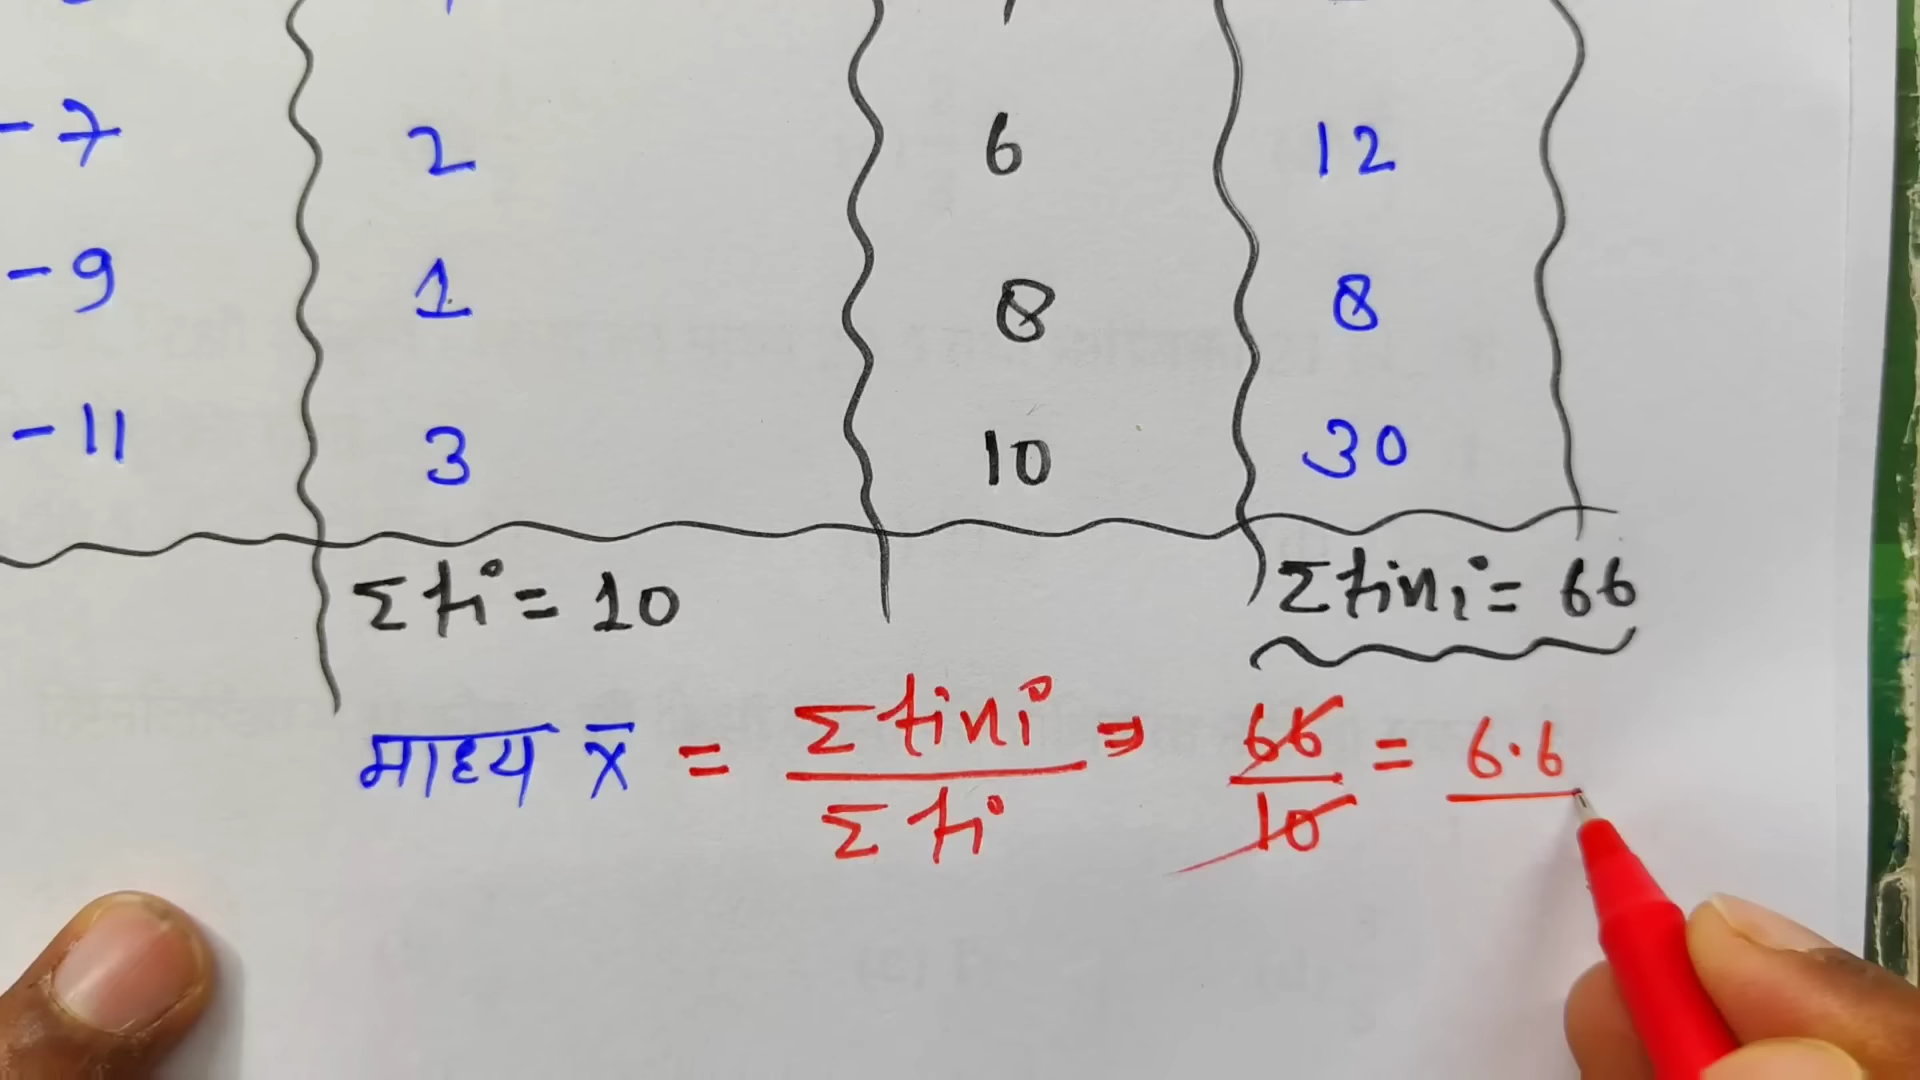 -7 2 6 12
-9 1 8 8
-11 3 10 30
Σfi = 10 Σfixi = 66
माध्य x̄ = Σfixi / Σfi ⇒ 66/10 = 6.6